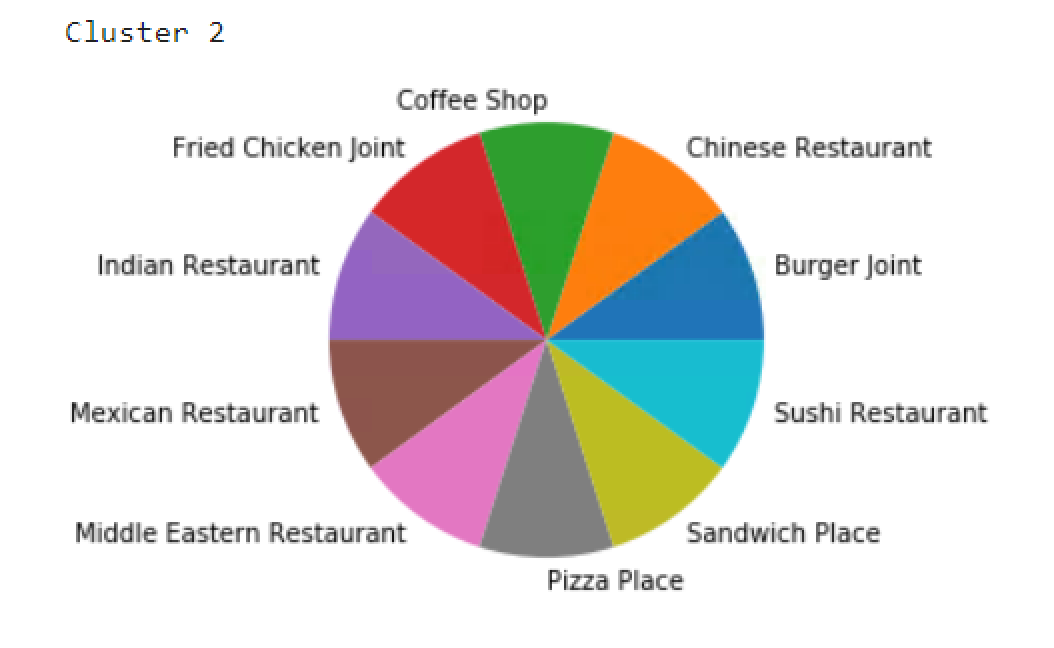 Cluster 2
Coffee Shop
Fried Chicken Joint
Chinese Restaurant
Indian Restaurant
Burger Joint
Mexican Restaurant
Sushi Restaurant
Middle Eastern Restaurant
Sandwich Place
Pizza Place